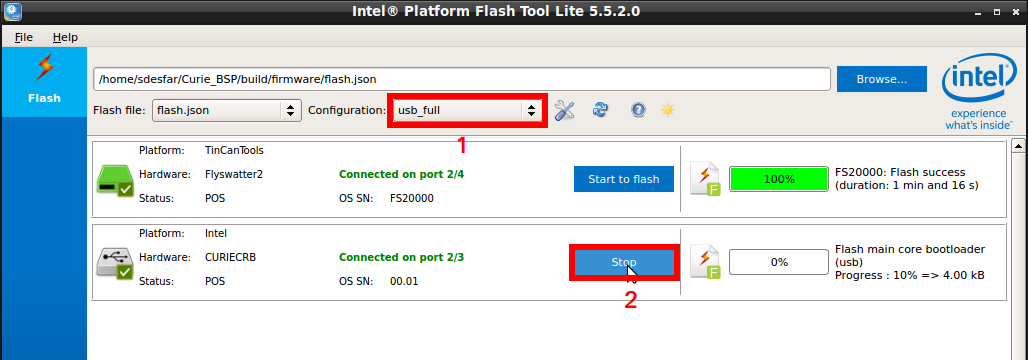 Intel® Platform Flash Tool Lite 5.5.2.0
File Help
Flash
/home/sdesfar/Curie_BSP/build/firmware/flash.json
Browse...
intel
experience
what's inside™
Flash file: flash.json Configuration: usb_full
1
Platform: TinCanTools
Hardware: Flyswatter2 Connected on port 2/4
Status: POS OS SN: FS20000
Start to flash
F
100%
FS20000: Flash success
(duration: 1 min and 16 s)
Platform: Intel
Hardware: CURIECRB Connected on port 2/3
Status: POS OS SN: 00.01
Stop
2
F
0%
Flash main core bootloader
(usb)
Progress : 10% => 4.00 kB